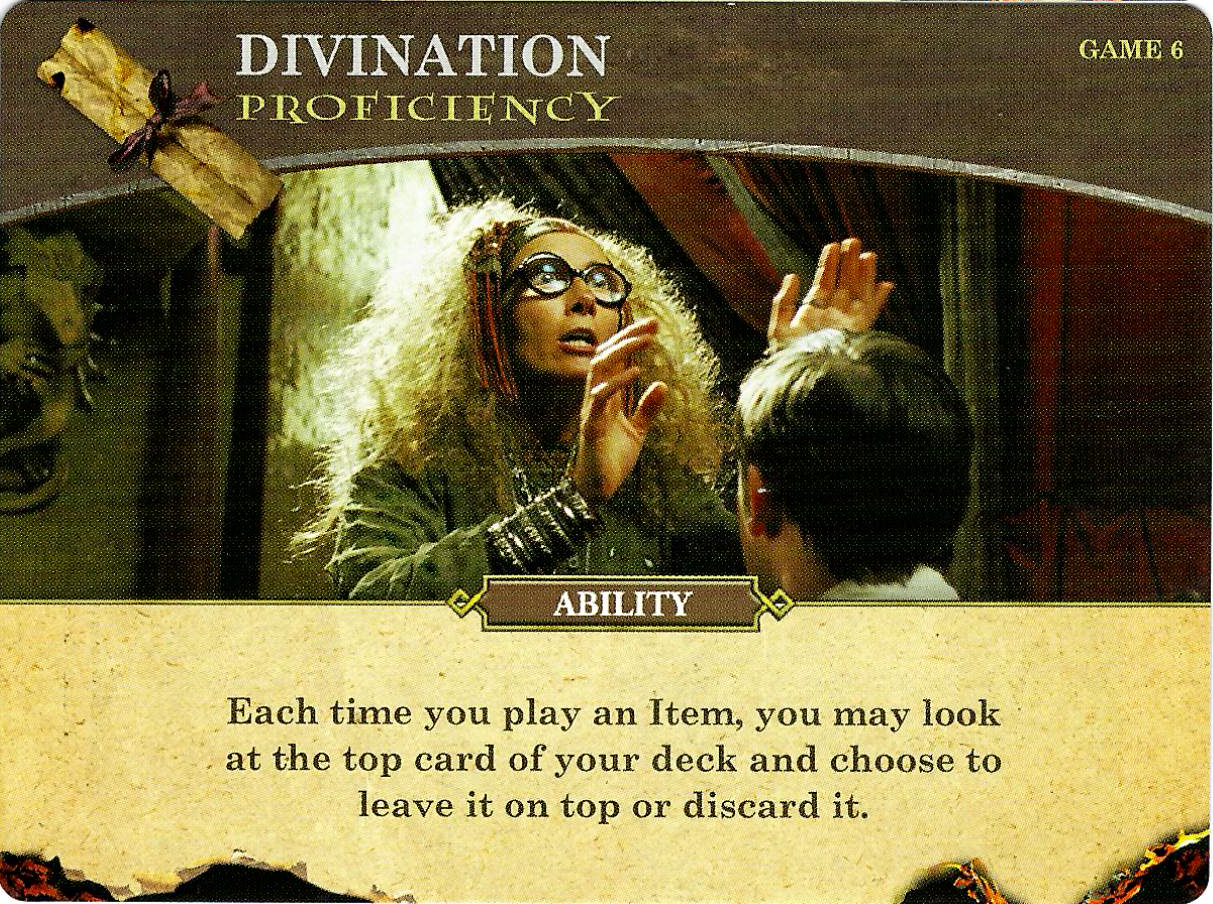 DIVINATION
PROFICIENCY
GAME 6
ABILITY
Each time you play an Item, you may look
at the top card of your deck and choose to
leave it on top or discard it.